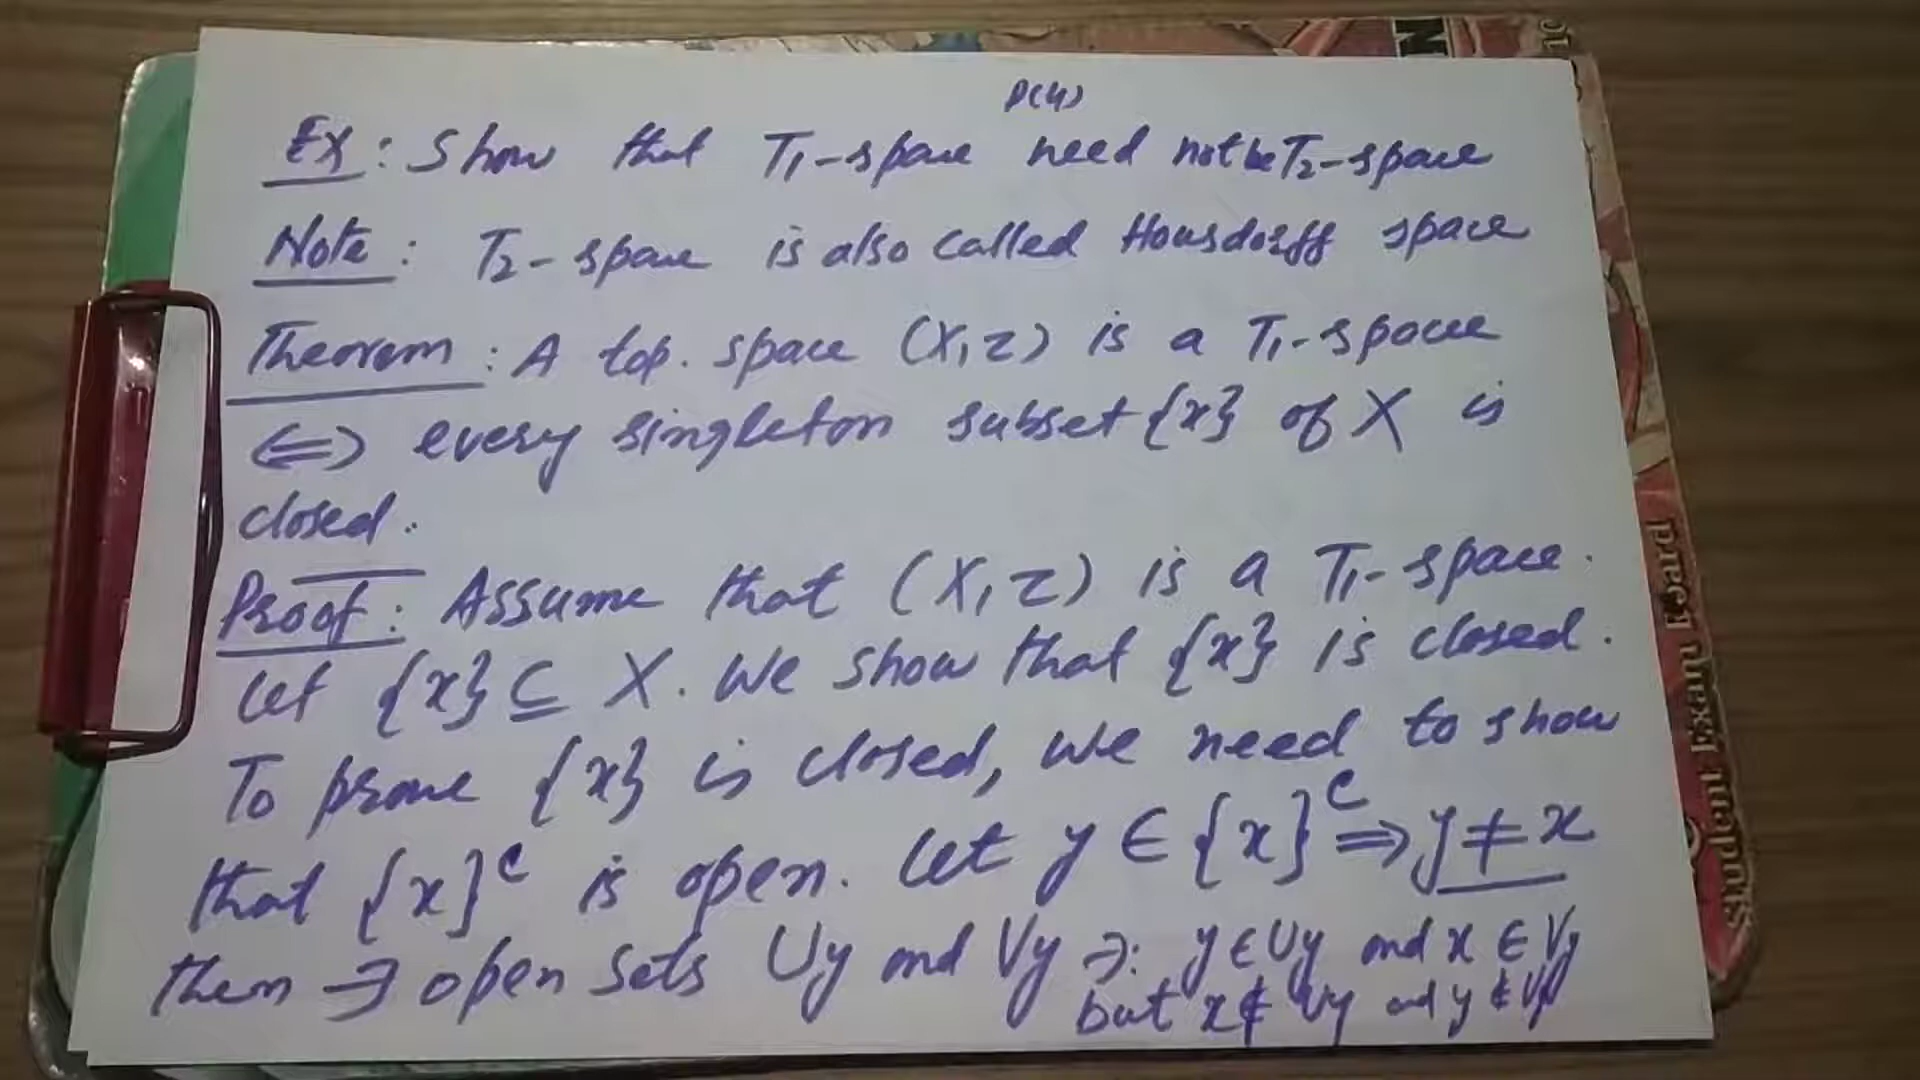 P(4)
Ex: Show that T1-space need not be T2-space
Note: T2-space is also called Housdorff space
Theorem: A top. space (X, τ) is a T1-space
⇔ every singleton subset {x} of X is
closed.
Proof: Assume that (X, τ) is a T1-space.
Let {x} ⊆ X. We show that {x} is closed.
To prove {x} is closed, we need to show
that {x}^c is open. Let y ∈ {x}^c ⇒ y ≠ x
then ∃ open sets Uy and Vy ∋: y ∈ Uy and x ∈ Vy
but x ∉ Uy and y ∉ Vy
Student Exam Board